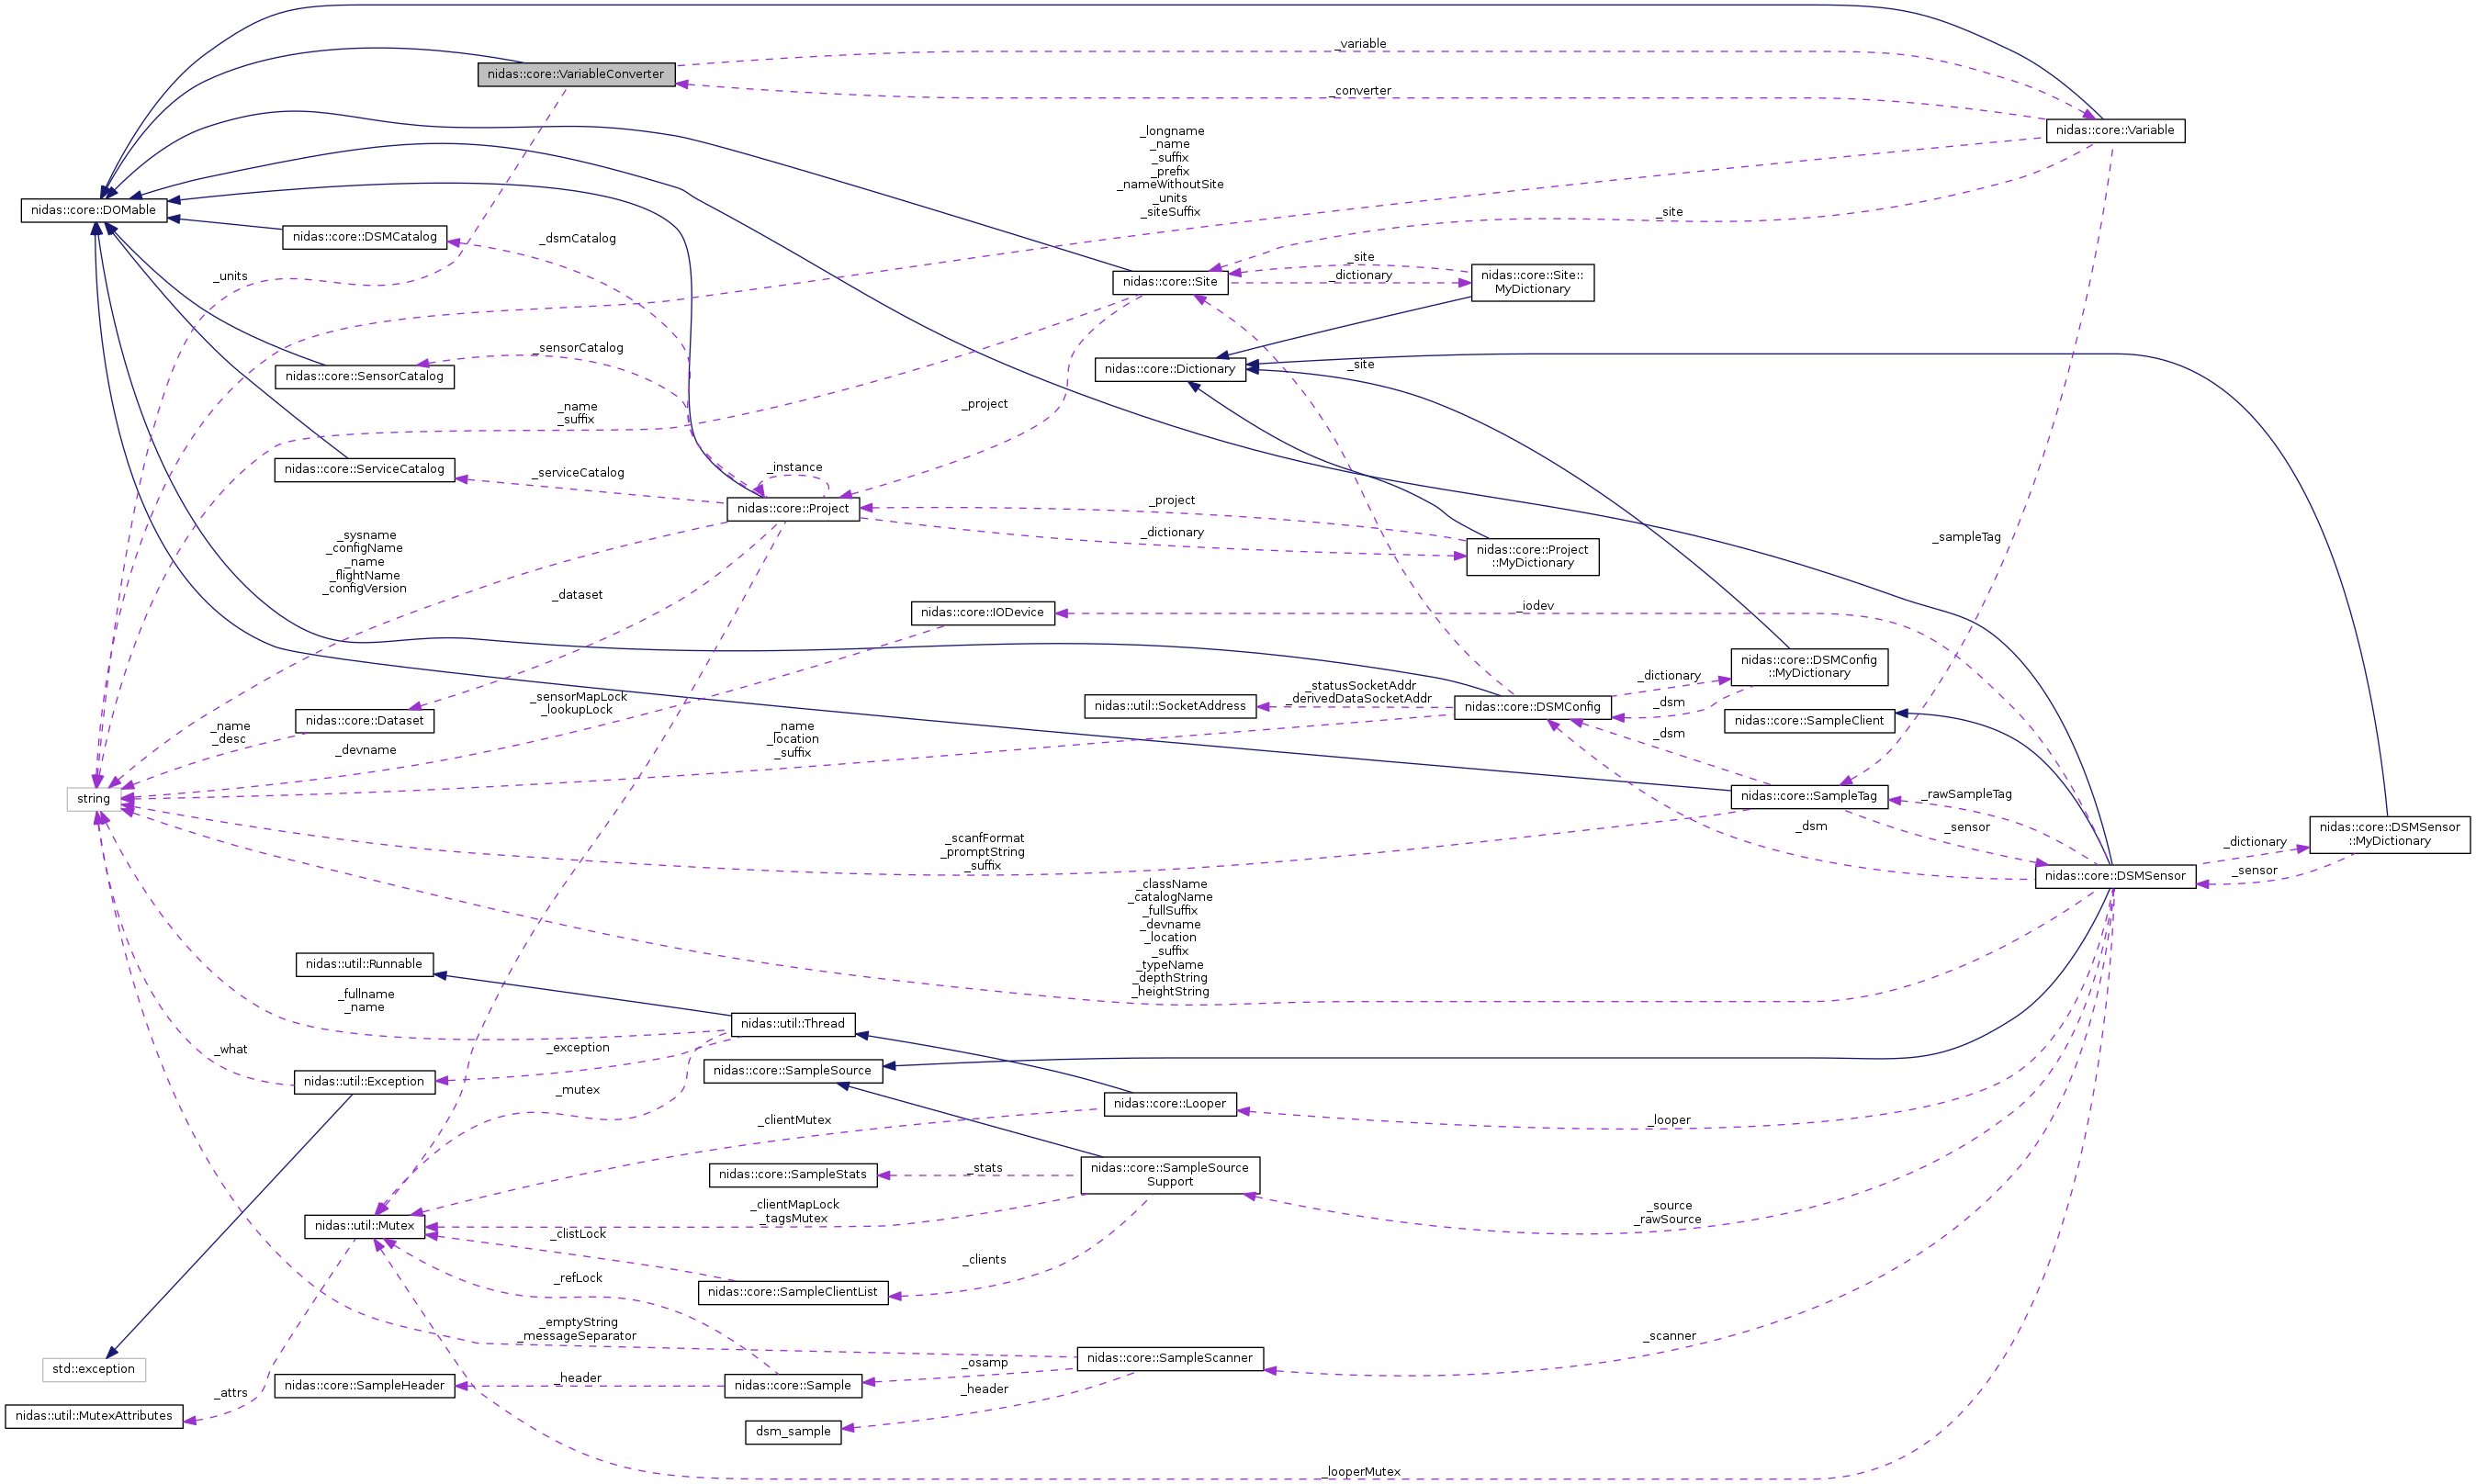 _variable
nidas::core::VariableConverter
_converter
nidas::core::Variable
_longname
_name
_suffix
_prefix
_nameWithoutSite
_units
_siteSuffix
nidas::core::DOMable
_site
nidas::core::DSMCatalog
_dsmCatalog
_units
_site
_dictionary
nidas::core::Site
nidas::core::Site::
MyDictionary
_sensorCatalog
nidas::core::SensorCatalog
nidas::core::Dictionary
_site
_name
_suffix
_project
nidas::core::ServiceCatalog
_serviceCatalog
_instance
nidas::core::Project
_project
_dictionary
nidas::core::Project
::MyDictionary
_sampleTag
_sysname
_configName
_name
_flightName
_configVersion
_dataset
nidas::core::IODevice
_iodev
nidas::core::DSMConfig
::MyDictionary
_dictionary
_statusSocketAddr
_derivedDataSocketAddr
nidas::util::SocketAddress
nidas::core::DSMConfig
_dsm
nidas::core::SampleClient
_sensorMapLock
_lookupLock
nidas::core::Dataset
_name
_desc
_devname
_name
_location
_suffix
_dsm
string
nidas::core::SampleTag
_rawSampleTag
_dsm
_sensor
nidas::core::DSMSensor
::MyDictionary
_scanfFormat
_promptString
_suffix
_dictionary
_sensor
nidas::core::DSMSensor
_className
_catalogName
_fullSuffix
_devname
_location
_suffix
_typeName
_depthString
_heightString
nidas::util::Runnable
_fullname
_name
nidas::util::Thread
_what
_exception
nidas::util::Exception
nidas::core::SampleSource
_mutex
nidas::core::Looper
_clientMutex
_looper
nidas::core::SampleStats
_stats
nidas::core::SampleSource
Support
_clientMapLock
_tagsMutex
_source
_rawSource
nidas::util::Mutex
_clistLock
_clients
_refLock
nidas::core::SampleClientList
_emptyString
_messageSeparator
_scanner
std::exception
nidas::core::SampleScanner
_osamp
nidas::core::SampleHeader
_header
nidas::core::Sample
_header
_attrs
nidas::util::MutexAttributes
dsm_sample
_looperMutex